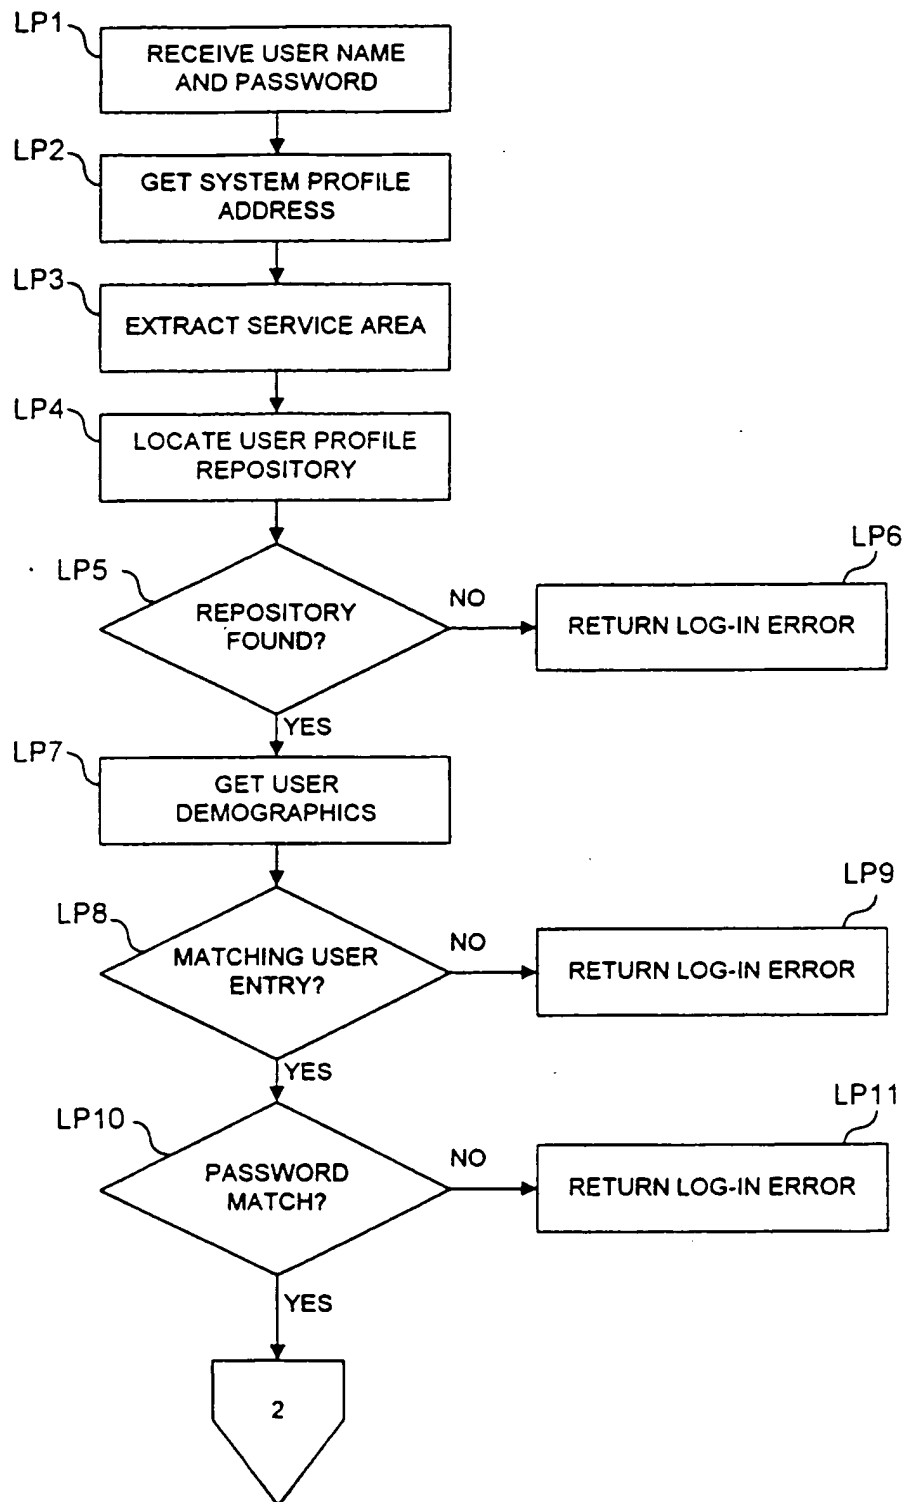 LP1
RECEIVE USER NAME
AND PASSWORD
LP2
GET SYSTEM PROFILE
ADDRESS
LP3
EXTRACT SERVICE AREA
LP4
LOCATE USER PROFILE
REPOSITORY
LP5
REPOSITORY
FOUND?
NO
LP6
RETURN LOG-IN ERROR
YES
LP7
GET USER
DEMOGRAPHICS
LP8
MATCHING USER
ENTRY?
NO
LP9
RETURN LOG-IN ERROR
YES
LP10
PASSWORD
MATCH?
NO
LP11
RETURN LOG-IN ERROR
YES
2